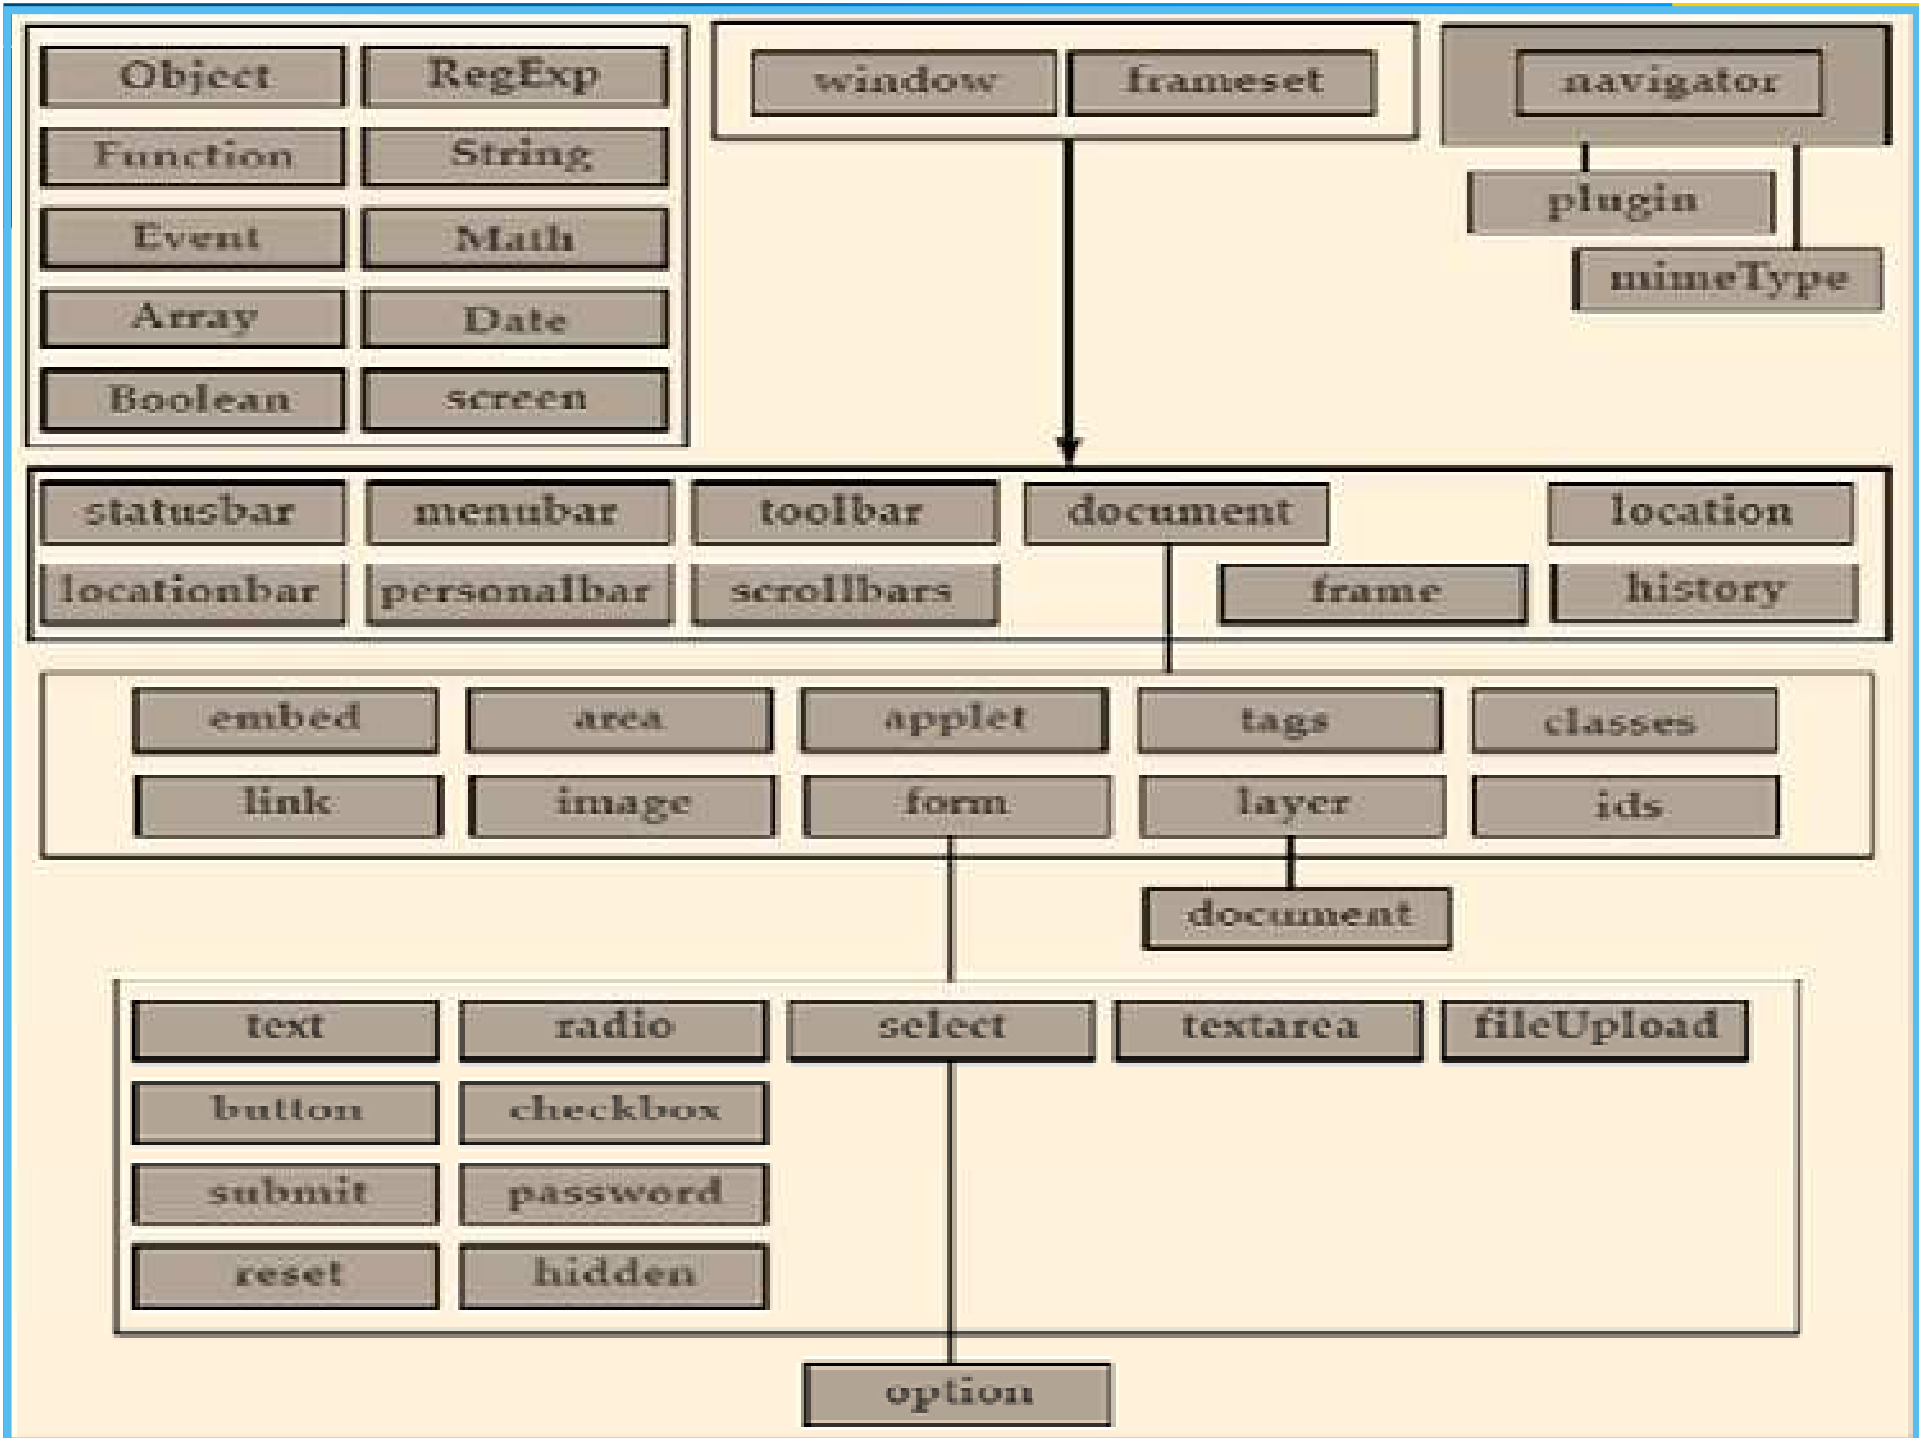 Object RegExp
Function String
Event Math
Array Date
Boolean screen
window frameset
navigator
plugin
mimeType
statusbar menubar toolbar document location
locationbar personalbar scrollbars frame history
embed area applet tags classes
link image form layer ids
document
text radio select textarea fileUpload
button checkbox
submit password
reset hidden
option